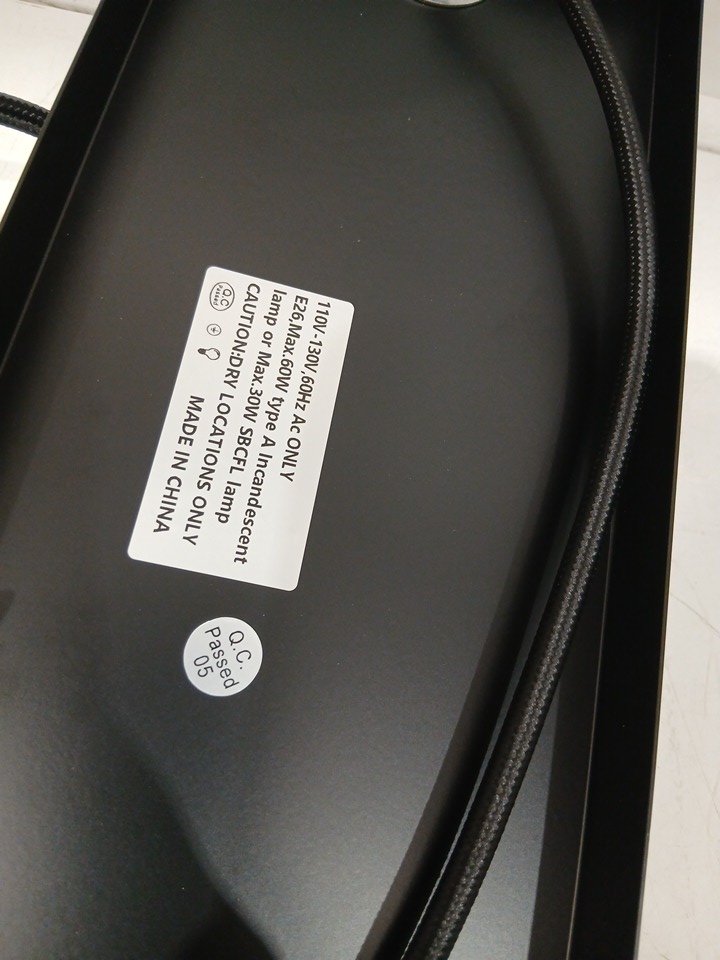 110V-130V,60Hz Ac ONLY
E26,Max.60W type A Incandescent
lamp or Max.30W SBCFL lamp
CAUTION:DRY LOCATIONS ONLY
MADE IN CHINA
Q.C
Passed
Q.C.
Passed
05